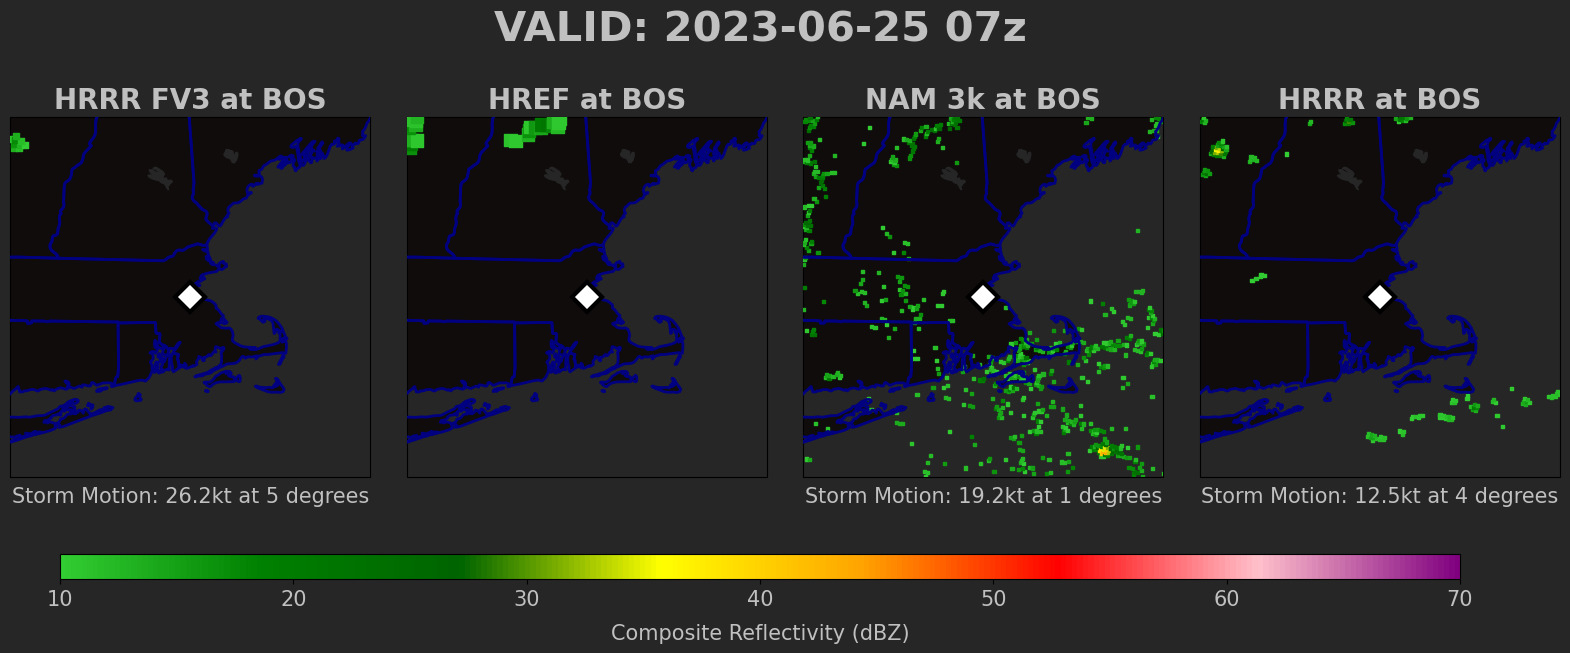 VALID: 2023-06-25 07z
HRRR FV3 at BOS
HREF at BOS
NAM 3k at BOS
HRRR at BOS
Storm Motion: 26.2kt at 5 degrees
Storm Motion: 19.2kt at 1 degrees
Storm Motion: 12.5kt at 4 degrees
10 20 30 40 50 60 70
Composite Reflectivity (dBZ)